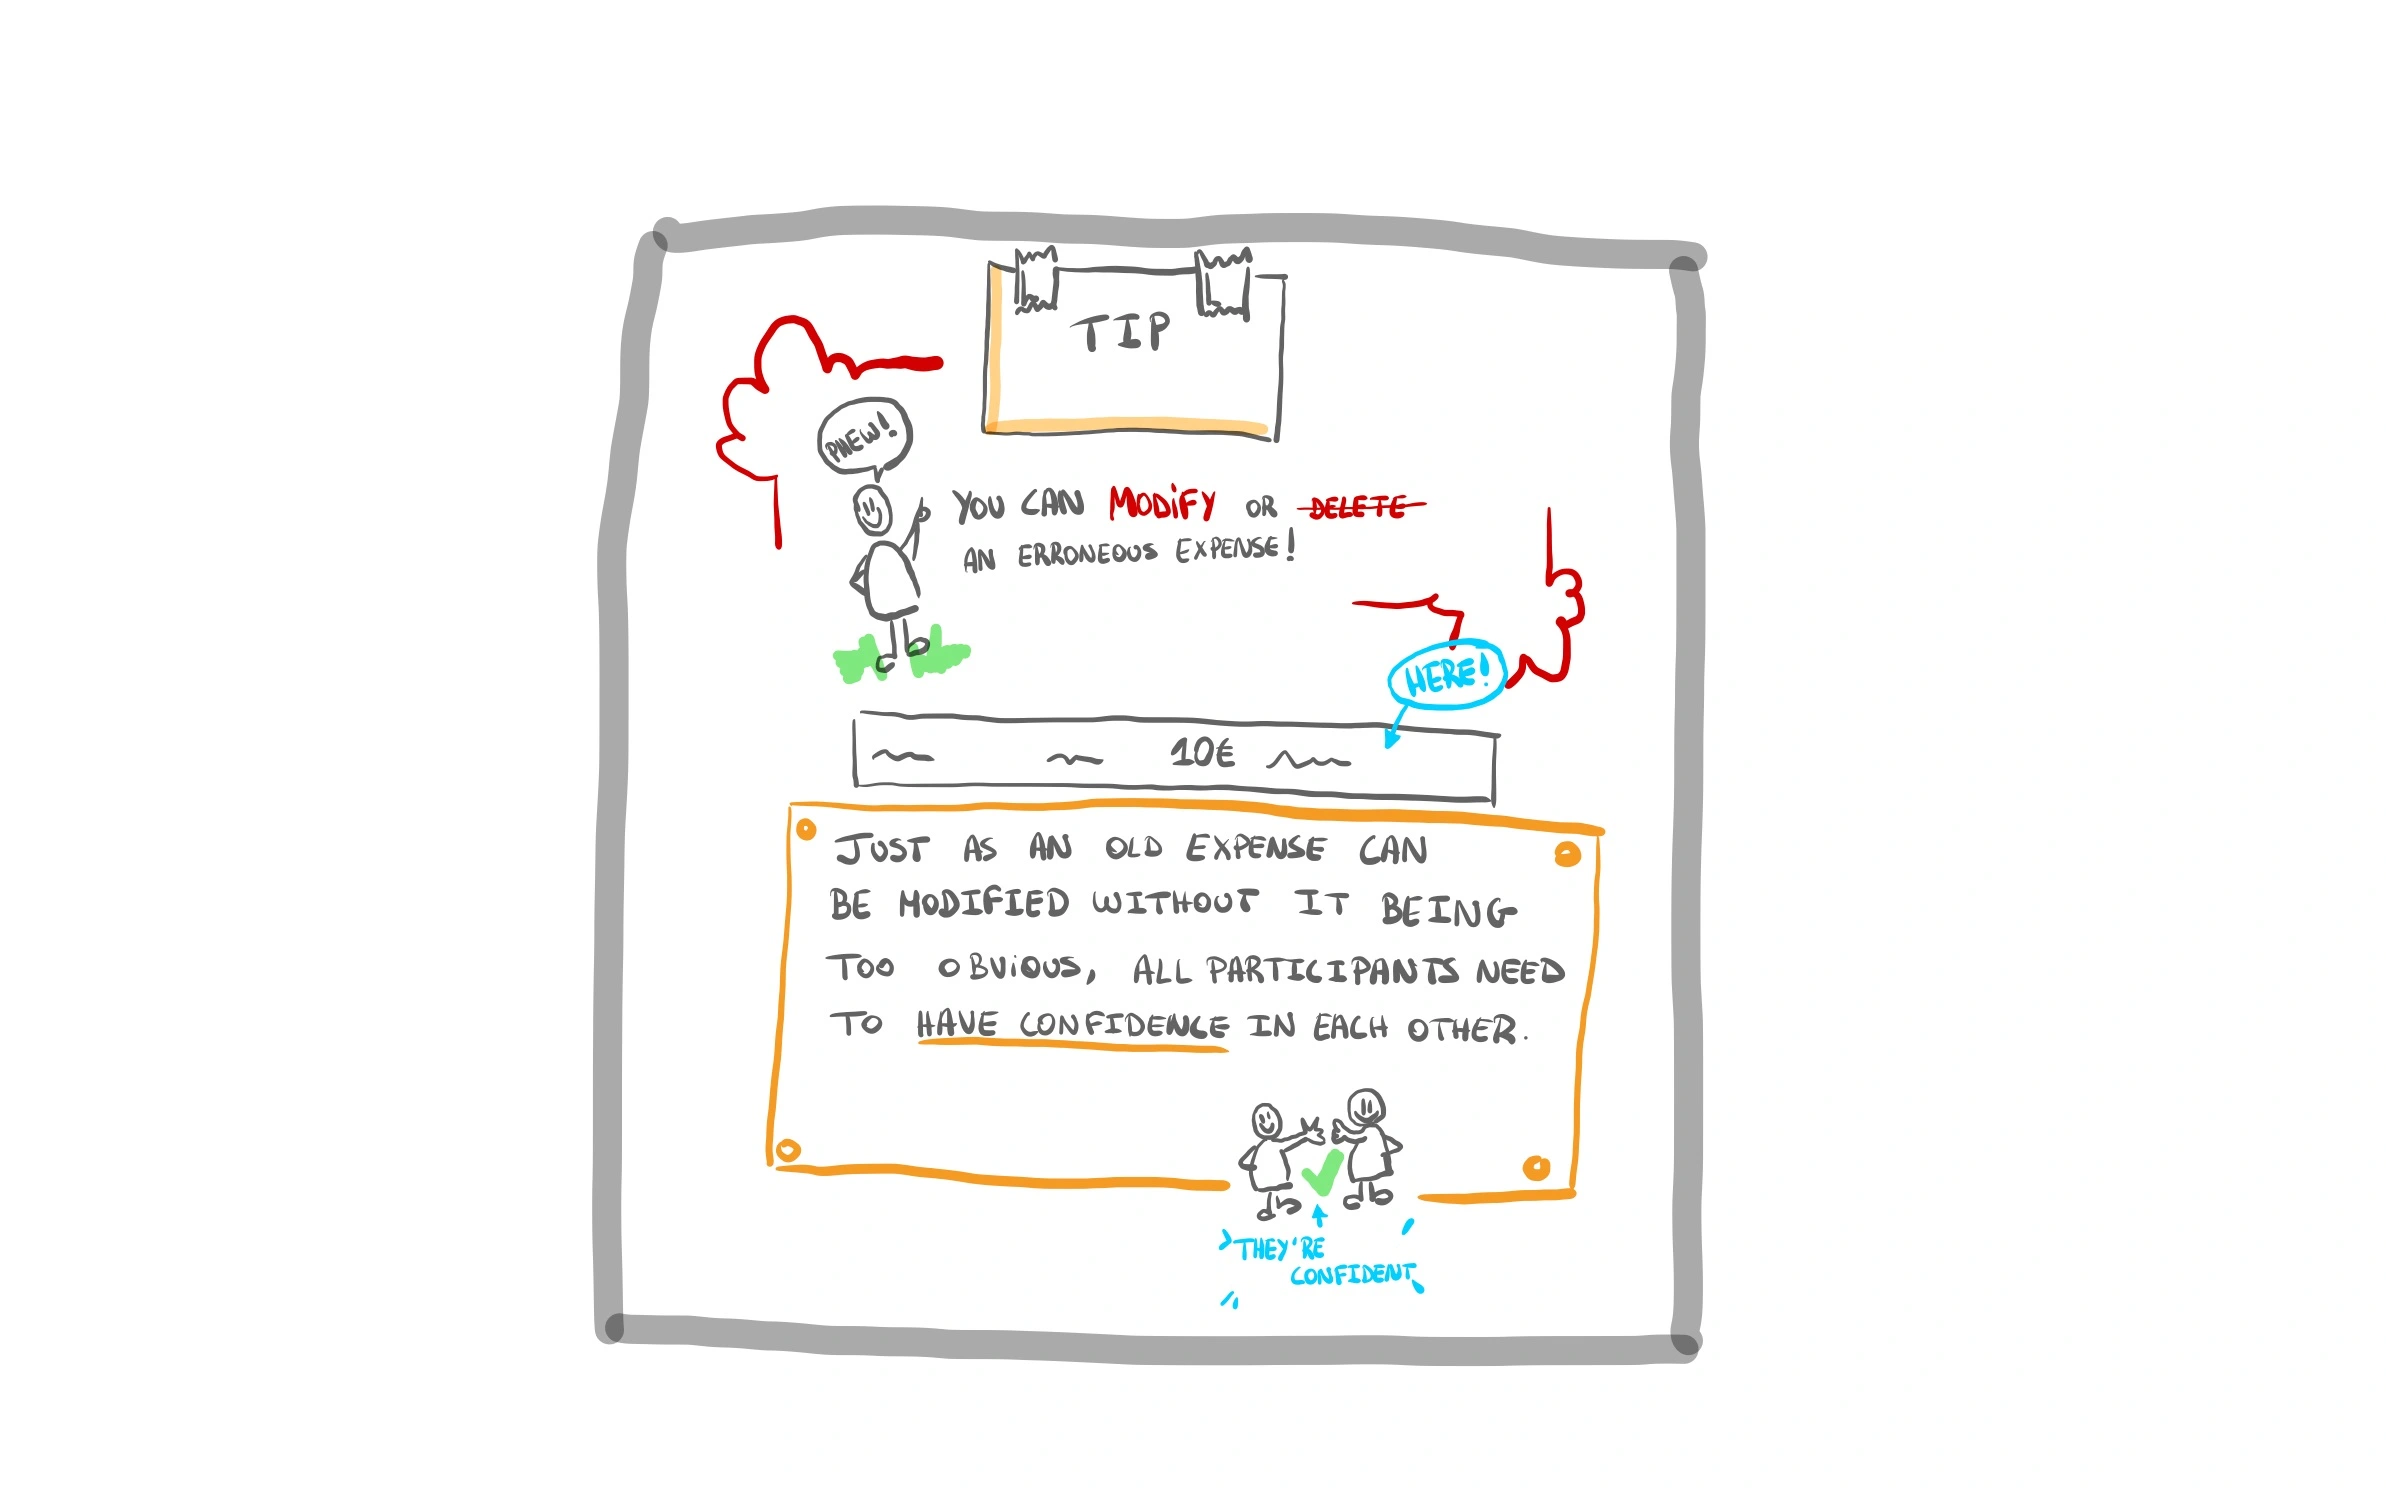 TIP
PHEW!
YOU CAN MODIFY OR DELETE
AN ERRONEOUS EXPENSE!
HERE!
10€
JUST AS AN OLD EXPENSE CAN
BE MODIFIED WITHOUT IT BEING
TOO OBVIOUS, ALL PARTICIPANTS NEED
TO HAVE CONFIDENCE IN EACH OTHER.
THEY'RE
CONFIDENT